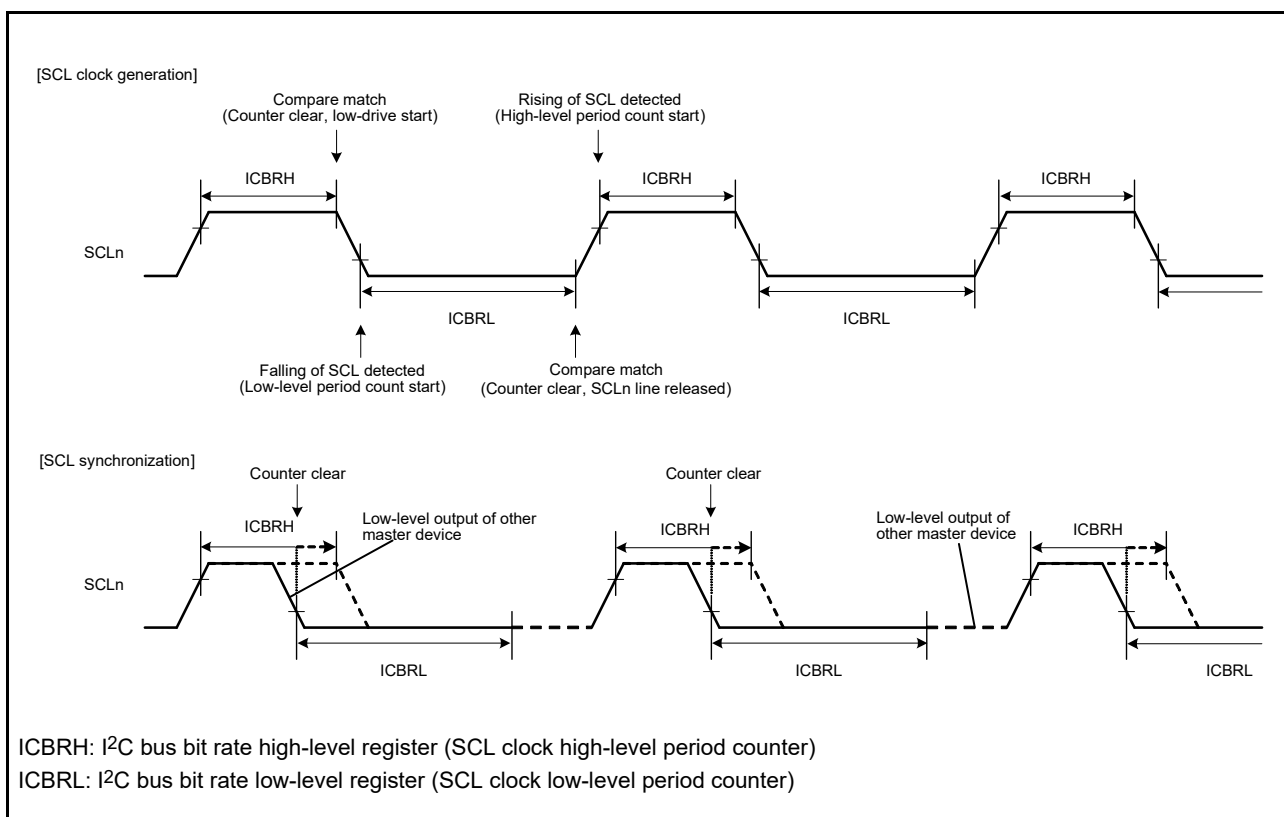 [SCL clock generation]
Compare match
(Counter clear, low-drive start)
Rising of SCL detected
(High-level period count start)
ICBRH
ICBRH
ICBRH
SCLn
ICBRL
ICBRL
Falling of SCL detected
(Low-level period count start)
Compare match
(Counter clear, SCLn line released)
[SCL synchronization]
Counter clear
Counter clear
ICBRH
Low-level output of other
master device
ICBRH
Low-level output of
other master device
ICBRH
SCLn
ICBRL
ICBRL
ICBRL
ICBRH: I²C bus bit rate high-level register (SCL clock high-level period counter)
ICBRL: I²C bus bit rate low-level register (SCL clock low-level period counter)